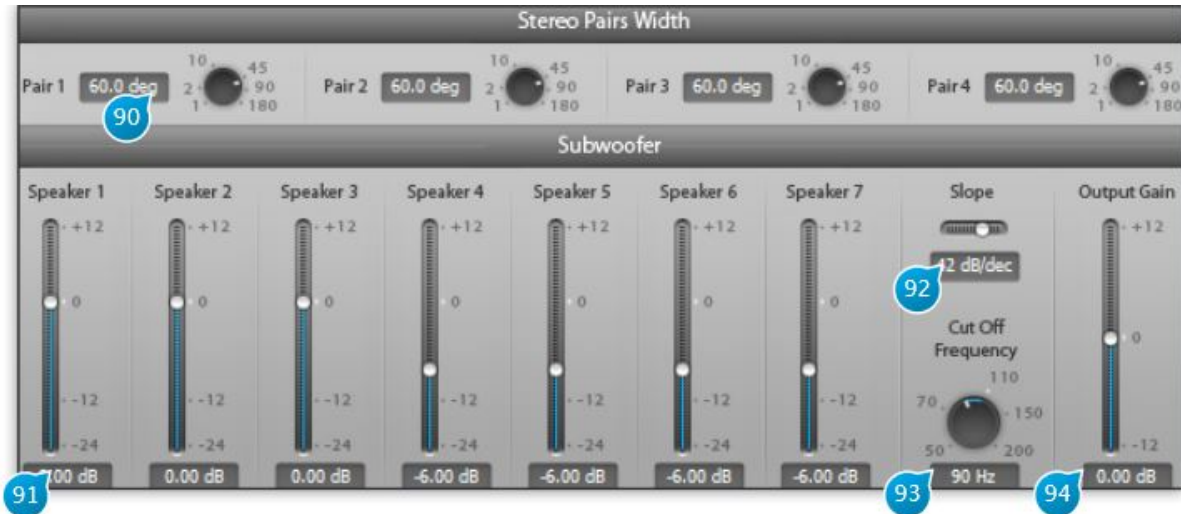 Stereo Pairs Width
Pair 1 60.0 deg 10 45 2 90 1 180 Pair 2 60.0 deg 10 45 2 90 1 180 Pair 3 60.0 deg 10 45 2 90 1 180 Pair 4 60.0 deg 10 45 2 90 1 180
90
Subwoofer
Speaker 1 Speaker 2 Speaker 3 Speaker 4 Speaker 5 Speaker 6 Speaker 7 Slope Output Gain
+12 +12 +12 +12 +12 +12 +12 +12
42 dB/dec
92
0 0 0 0 0 0 0
Cut Off
Frequency
0
110
-12 -12 -12 -12 -12 -12 -12 70 150
-24 -24 -24 -24 -24 -24 -24 50 200 -12
00 dB 0.00 dB 0.00 dB -6.00 dB -6.00 dB -6.00 dB -6.00 dB 90 Hz 0.00 dB
91 93 94